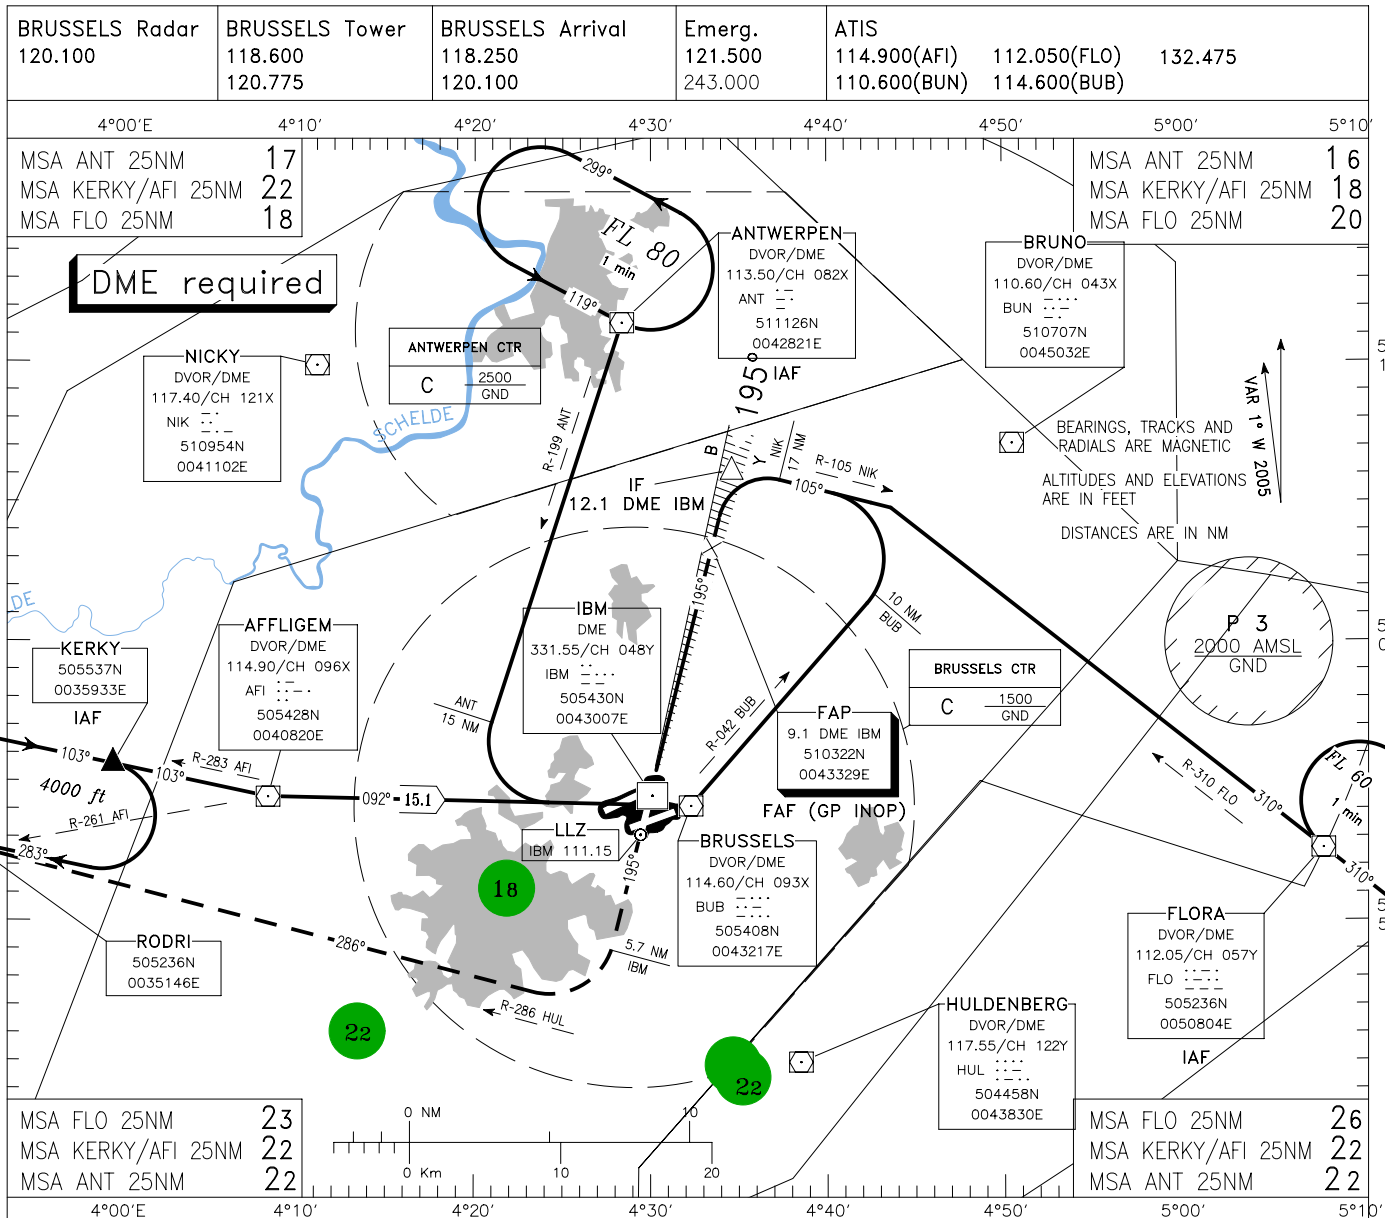 BRUSSELS Radar
120.100
BRUSSELS Tower
118.600
120.775
BRUSSELS Arrival
118.250
120.100
Emerg.
121.500
243.000
ATIS
114.900(AFI) 112.050(FLO) 132.475
110.600(BUN) 114.600(BUB)
4°00'E 4°10' 4°20' 4°30' 4°40' 4°50' 5°00' 5°10'
MSA ANT 25NM 17
MSA KERKY/AFI 25NM 22
MSA FLO 25NM 18
MSA ANT 25NM 16
MSA KERKY/AFI 25NM 18
MSA FLO 25NM 20
DME required
299°
FL 80
1 min
119°
ANTWERPEN
DVOR/DME
113.50/CH 082X
ANT
511126N
0042821E
IAF
BRUNO
DVOR/DME
110.60/CH 043X
BUN
510707N
0045032E
NICKY
DVOR/DME
117.40/CH 121X
NIK
510954N
0041102E
ANTWERPEN CTR
C 2500
GND
SCHELDE
R-199 ANT
195°
B
Y
NIK
17 NM
R-105 NIK
105°
IF
12.1 DME IBM
BEARINGS, TRACKS AND
RADIALS ARE MAGNETIC
ALTITUDES AND ELEVATIONS
ARE IN FEET
DISTANCES ARE IN NM
VAR 1° W 2005
5
1
DE
KERKY
505537N
0035933E
IAF
AFFLIGEM
DVOR/DME
114.90/CH 096X
AFI
505428N
0040820E
IBM
DME
331.55/CH 048Y
IBM
505430N
0043007E
195°
10 NM
BUB
P 3
2000 AMSL
GND
5
0
BRUSSELS CTR
C 1500
GND
ANT
15 NM
R-042 BUB
FAP
9.1 DME IBM
510322N
0043329E
FAF (GP INOP)
103°
103°
R-283 AFI
4000 ft
R-261 AFI
283°
092° 15.1
R-310 FLO
310°
FL 60
1 min
310°
LLZ
IBM 111.15
195°
BRUSSELS
DVOR/DME
114.60/CH 093X
BUB
505408N
0043217E
18
286°
5.7 NM
IBM
RODRI
505236N
0035146E
R-286 HUL
FLORA
DVOR/DME
112.05/CH 057Y
FLO
505236N
0050804E
IAF
5
5
22
22
HULDENBERG
DVOR/DME
117.55/CH 122Y
HUL
504458N
0043830E
MSA FLO 25NM 23
MSA KERKY/AFI 25NM 22
MSA ANT 25NM 22
0 NM 10
0 Km 10 20
MSA FLO 25NM 26
MSA KERKY/AFI 25NM 22
MSA ANT 25NM 22
4°00'E 4°10' 4°20' 4°30' 4°40' 4°50' 5°00' 5°10'